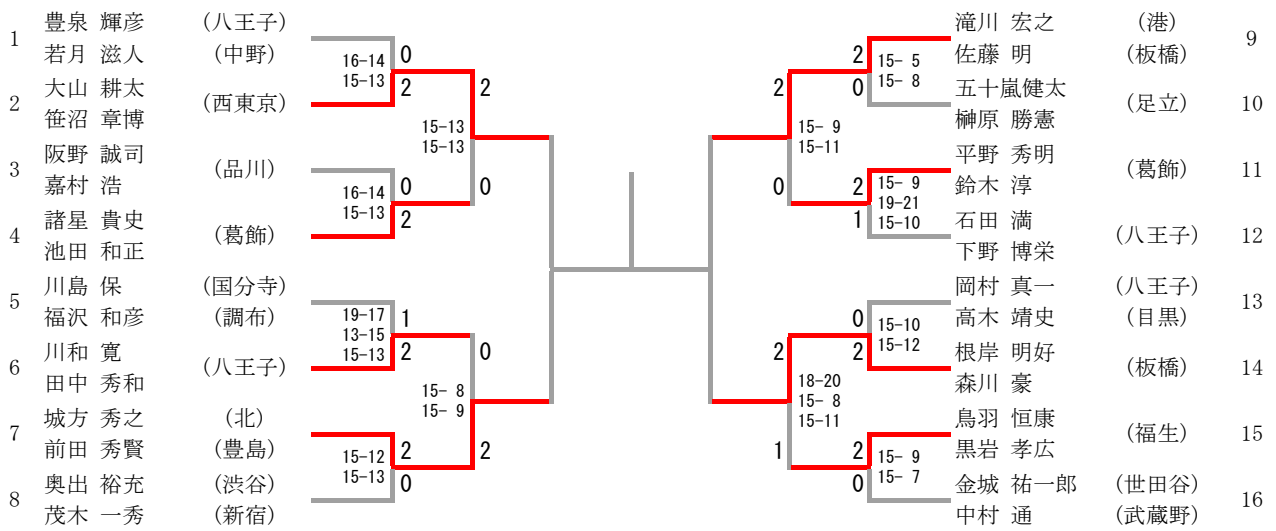 1
豊泉 輝彦 (八王子)
若月 滋人 (中野)
16-14
15-13
0
2
2
大山 耕太
笹沼 章博
(西東京)
2
15-13
15-13
0
3
阪野 誠司
嘉村 浩
(品川)
16-14
15-13
0
2
4
諸星 貴史
池田 和正
(葛飾)
5
川島 保 (国分寺)
福沢 和彦 (調布)
19-17
13-15
15-13
1
2
6
川和 寛
田中 秀和
(八王子)
0
15- 8
15- 9
2
7
城方 秀之 (北)
前田 秀賢 (豊島)
15-12
15-13
2
0
8
奥出 裕充 (渋谷)
茂木 一秀 (新宿)
滝川 宏之 (港)
佐藤 明 (板橋)
9
2
0
15- 5
15- 8
五十嵐健太
榊原 勝憲
(足立)
10
2
15- 9
15-11
0
平野 秀明
鈴木 淳
(葛飾)
11
2
1
15- 9
19-21
15-10
石田 満
下野 博栄
(八王子)
12
岡村 真一 (八王子)
高木 靖史 (目黒)
13
0
2
15-10
15-12
根岸 明好
森川 豪
(板橋)
14
2
18-20
15- 8
15-11
1
鳥羽 恒康
黒岩 孝広
(福生)
15
2
0
15- 9
15- 7
金城 祐一郎 (世田谷)
中村 通 (武蔵野)
16